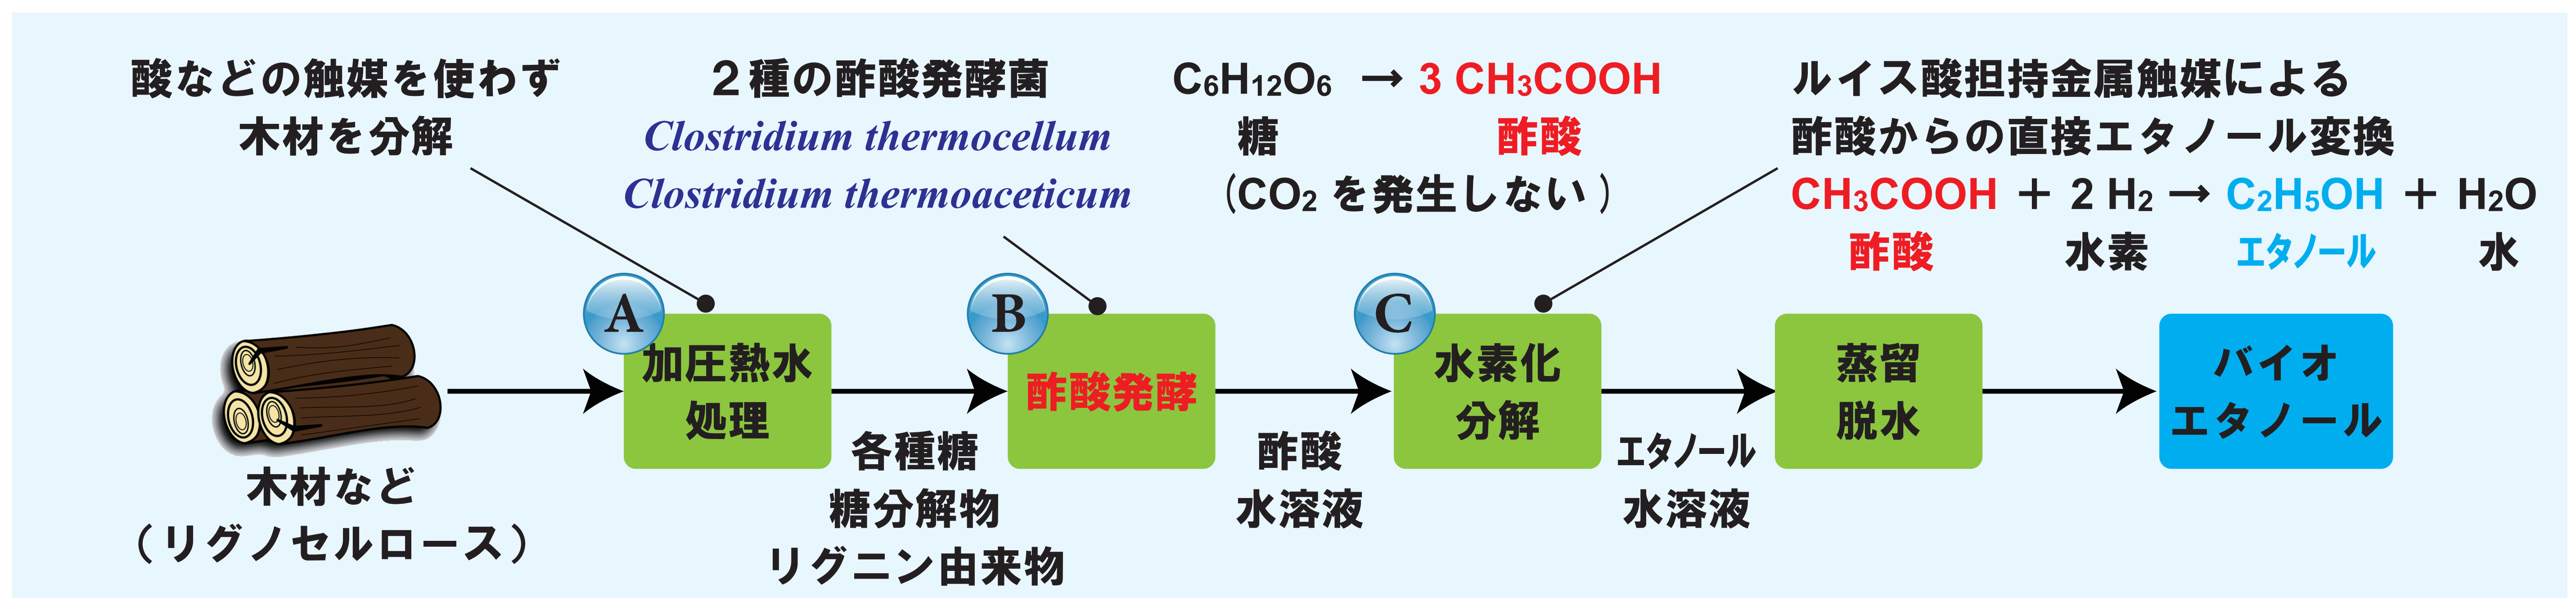 酸などの触媒を使わず
木材を分解
２種の酢酸発酵菌
Clostridium thermocellum
Clostridium thermoaceticum
C6H12O6 → 3 CH3COOH
糖 酢酸
（CO2 を発生しない ）
ルイス酸担持金属触媒による
酢酸からの直接エタノール変換
CH3COOH ＋ 2 H2 → C2H5OH ＋ H2O
酢酸 水素 エタノール 水
木材など
（リグノセルロース）
A
加圧熱水
処理
各種糖
糖分解物
リグニン由来物
B
酢酸発酵
酢酸
水溶液
C
水素化
分解
エタノール
水溶液
蒸留
脱水
バイオ
エタノール